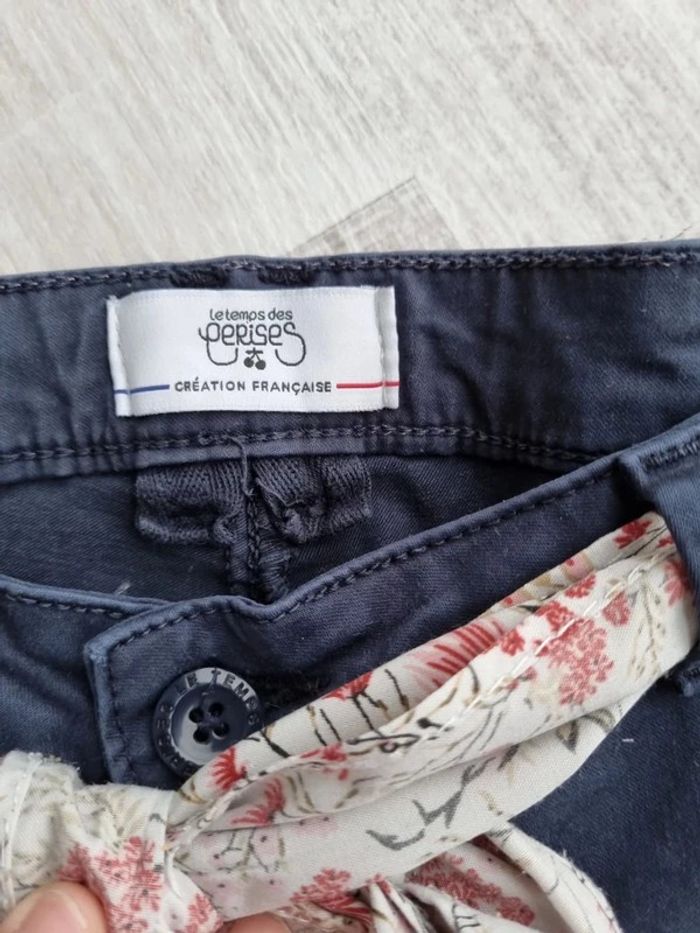 le temps des
CERISES
CRÉATION FRANÇAISE
LE TEMPS